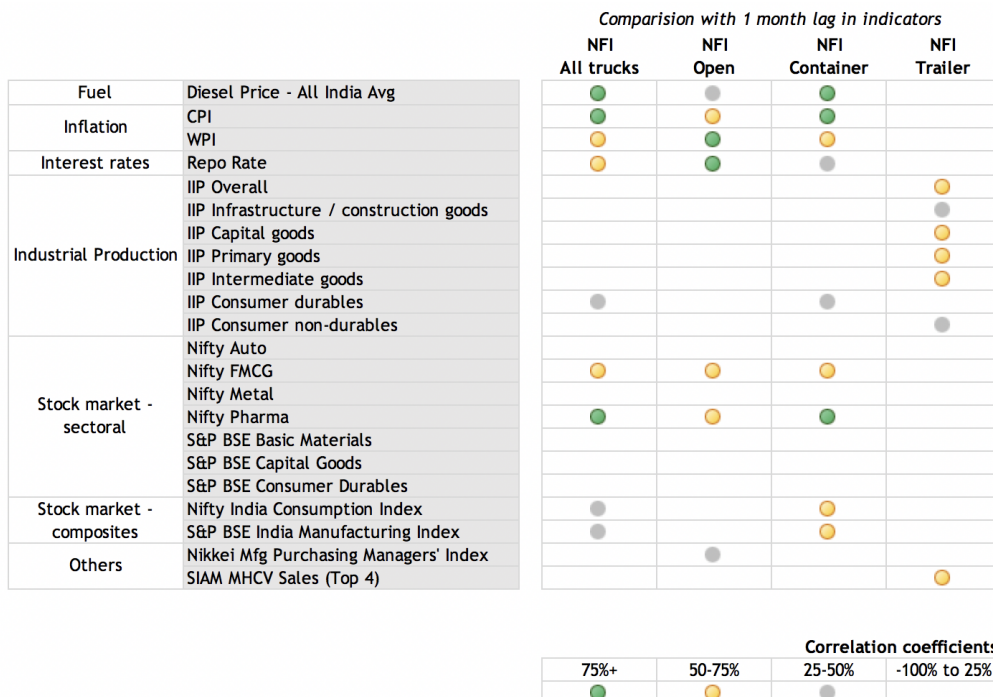 Comparision with 1 month lag in indicators
NFI NFI NFI NFI
All trucks Open Container Trailer
Fuel Diesel Price - All India Avg
Inflation CPI
WPI
Interest rates Repo Rate
Industrial Production IIP Overall
IIP Infrastructure / construction goods
IIP Capital goods
IIP Primary goods
IIP Intermediate goods
IIP Consumer durables
IIP Consumer non-durables
Stock market - sectoral Nifty Auto
Nifty FMCG
Nifty Metal
Nifty Pharma
S&P BSE Basic Materials
S&P BSE Capital Goods
S&P BSE Consumer Durables
Stock market - Nifty India Consumption Index
composites S&P BSE India Manufacturing Index
Others Nikkei Mfg Purchasing Managers' Index
SIAM MHCV Sales (Top 4)
Correlation coefficients
75%+ 50-75% 25-50% -100% to 25%